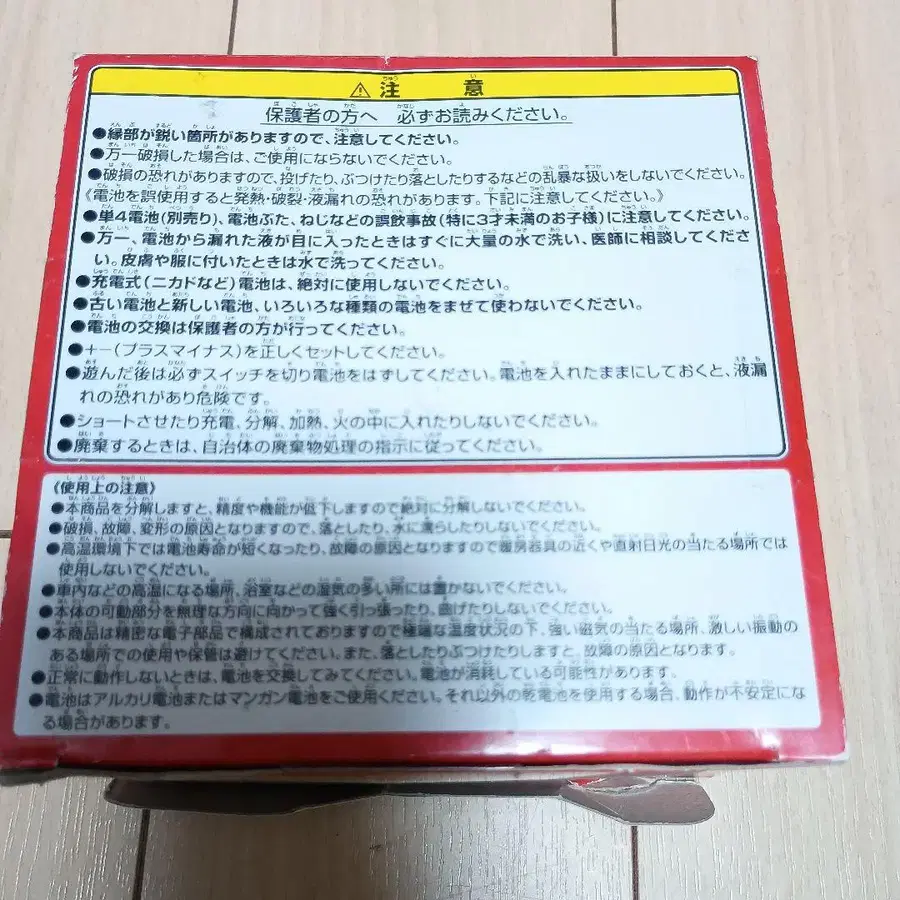 ⚠注意
保護者の方へ 必ずお読みください。
●縁部が鋭い箇所がありますので、注意してください。
●万一破損した場合は、ご使用にならないでください。
●破損の恐れがありますので、投げたり、ぶつけたり落としたりするなどの乱暴な扱いをしないでください。
《電池を誤使用すると発熱・破裂・液漏れの恐れがあります。下記に注意してください。》
●単4電池(別売り)、電池ぶた、ねじなどの誤飲事故(特に3才未満のお子様)に注意してください。
●万一、電池から漏れた液が目に入ったときはすぐに大量の水で洗い、医師に相談してくださ
い。皮膚や服に付いたときは水で洗ってください。
●充電式(ニカドなど)電池は、絶対に使用しないでください。
●古い電池と新しい電池、いろいろな種類の電池をまぜて使わないでください。
●電池の交換は保護者の方が行ってください。
●+−(プラスマイナス)を正しくセットしてください。
●遊んだ後は必ずスイッチを切り電池をはずしてください。電池を入れたままにしておくと、液漏
れの恐れがあり危険です。
●ショートさせたり充電、分解、加熱、火の中に入れたりしないでください。
●廃棄するときは、自治体の廃棄物処理の指示に従ってください。
《使用上の注意》
●本商品を分解しますと、精度や機能が低下しますので絶対に分解しないでください。
●破損、故障、変形の原因となりますので、落としたり、水に濡らしたりしないでください。
●高温環境下では電池寿命が短くなったり、故障の原因となりますので暖房器具の近くや直射日光の当たる場所では
使用しないでください。
●車内などの高温になる場所、浴室などの湿気の多い所には置かないでください。
●本体の可動部分を無理な方向に向かって強く引っ張ったり、曲げたりしないでください。
●本商品は精密な電子部品で構成されておりますので極端な温度状況の下、強い磁気の当たる場所、激しい振動の
ある場所での使用や保管は避けてください。また、落としたりぶつけたりしますと、故障の原因となります。
●正常に動作しないときは、電池を交換してみてください。電池が消耗している可能性があります。
●電池はアルカリ電池またはマンガン電池をご使用ください。それ以外の乾電池を使用する場合、動作が不安定にな
る場合があります。